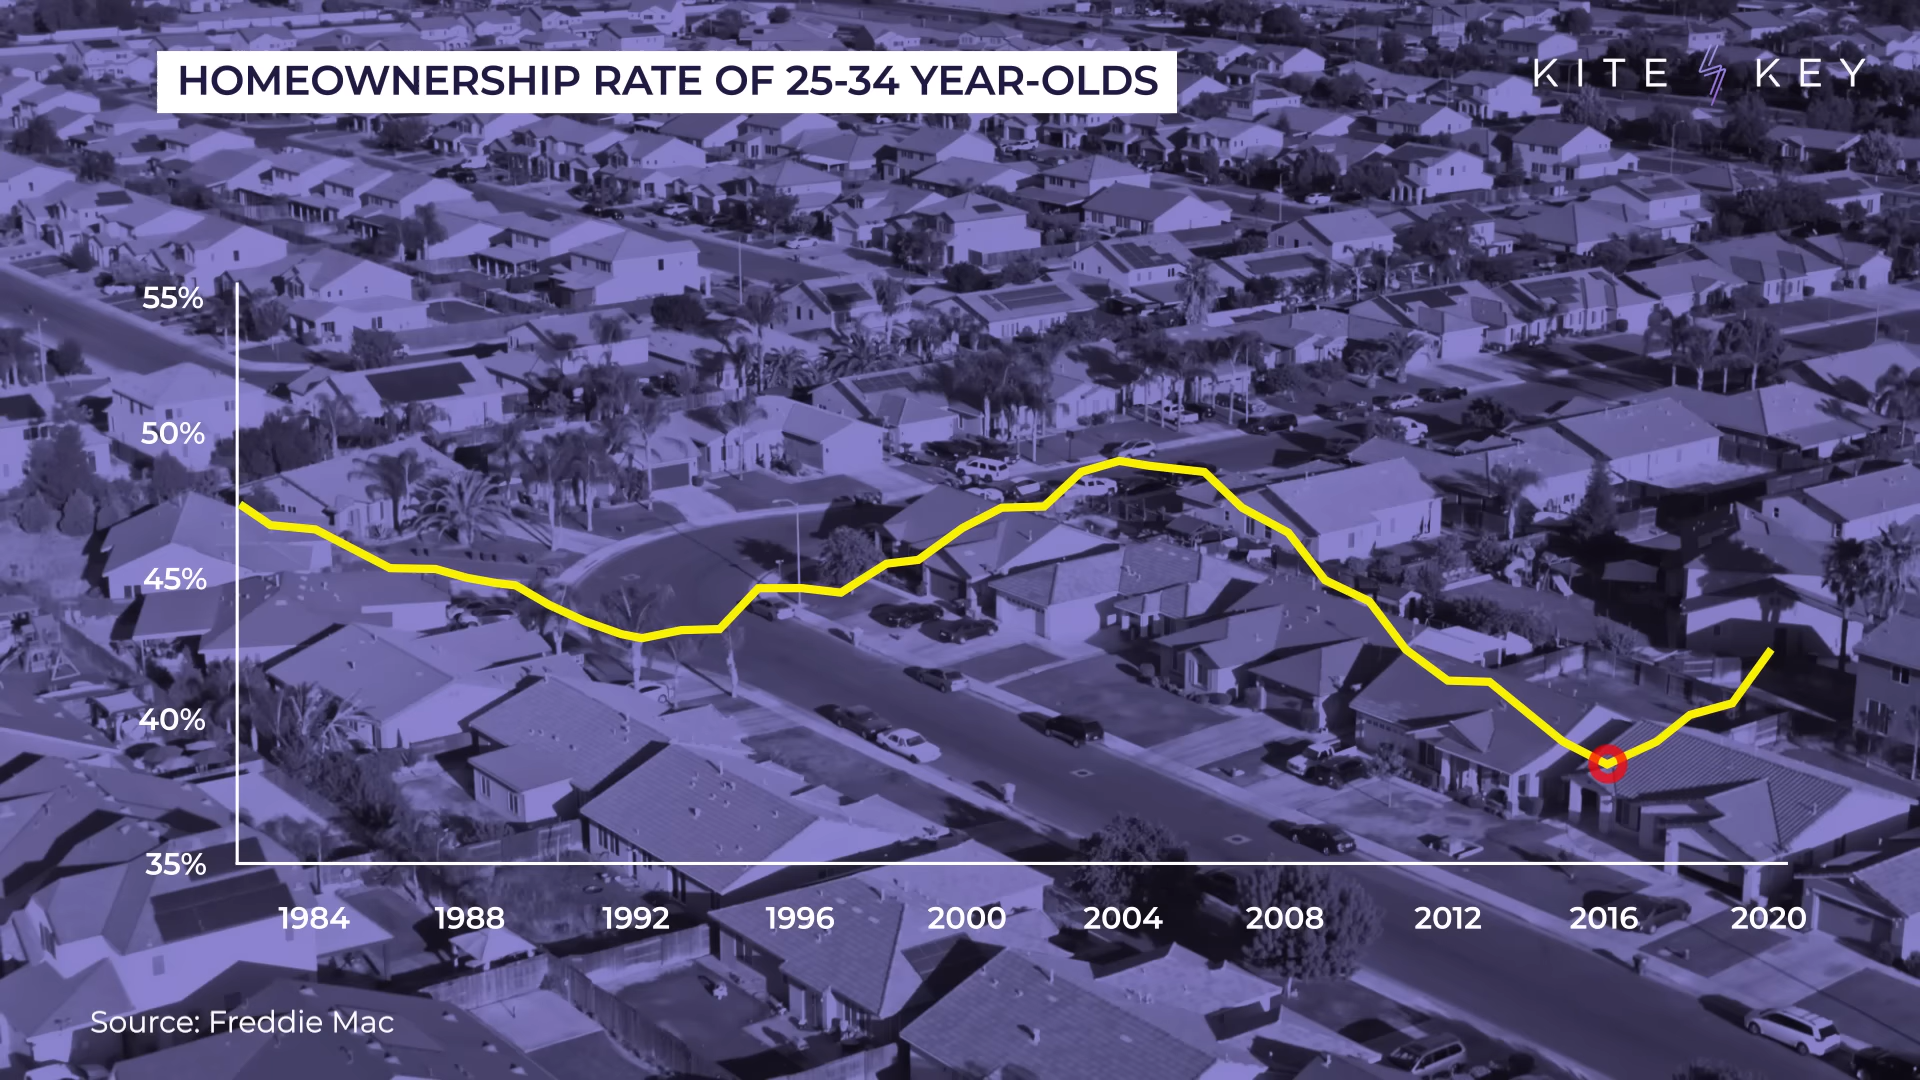 HOMEOWNERSHIP RATE OF 25-34 YEAR-OLDS
KITE KEY
55%
50%
45%
40%
35%
1984 1988 1992 1996 2000 2004 2008 2012 2016 2020
Source: Freddie Mac